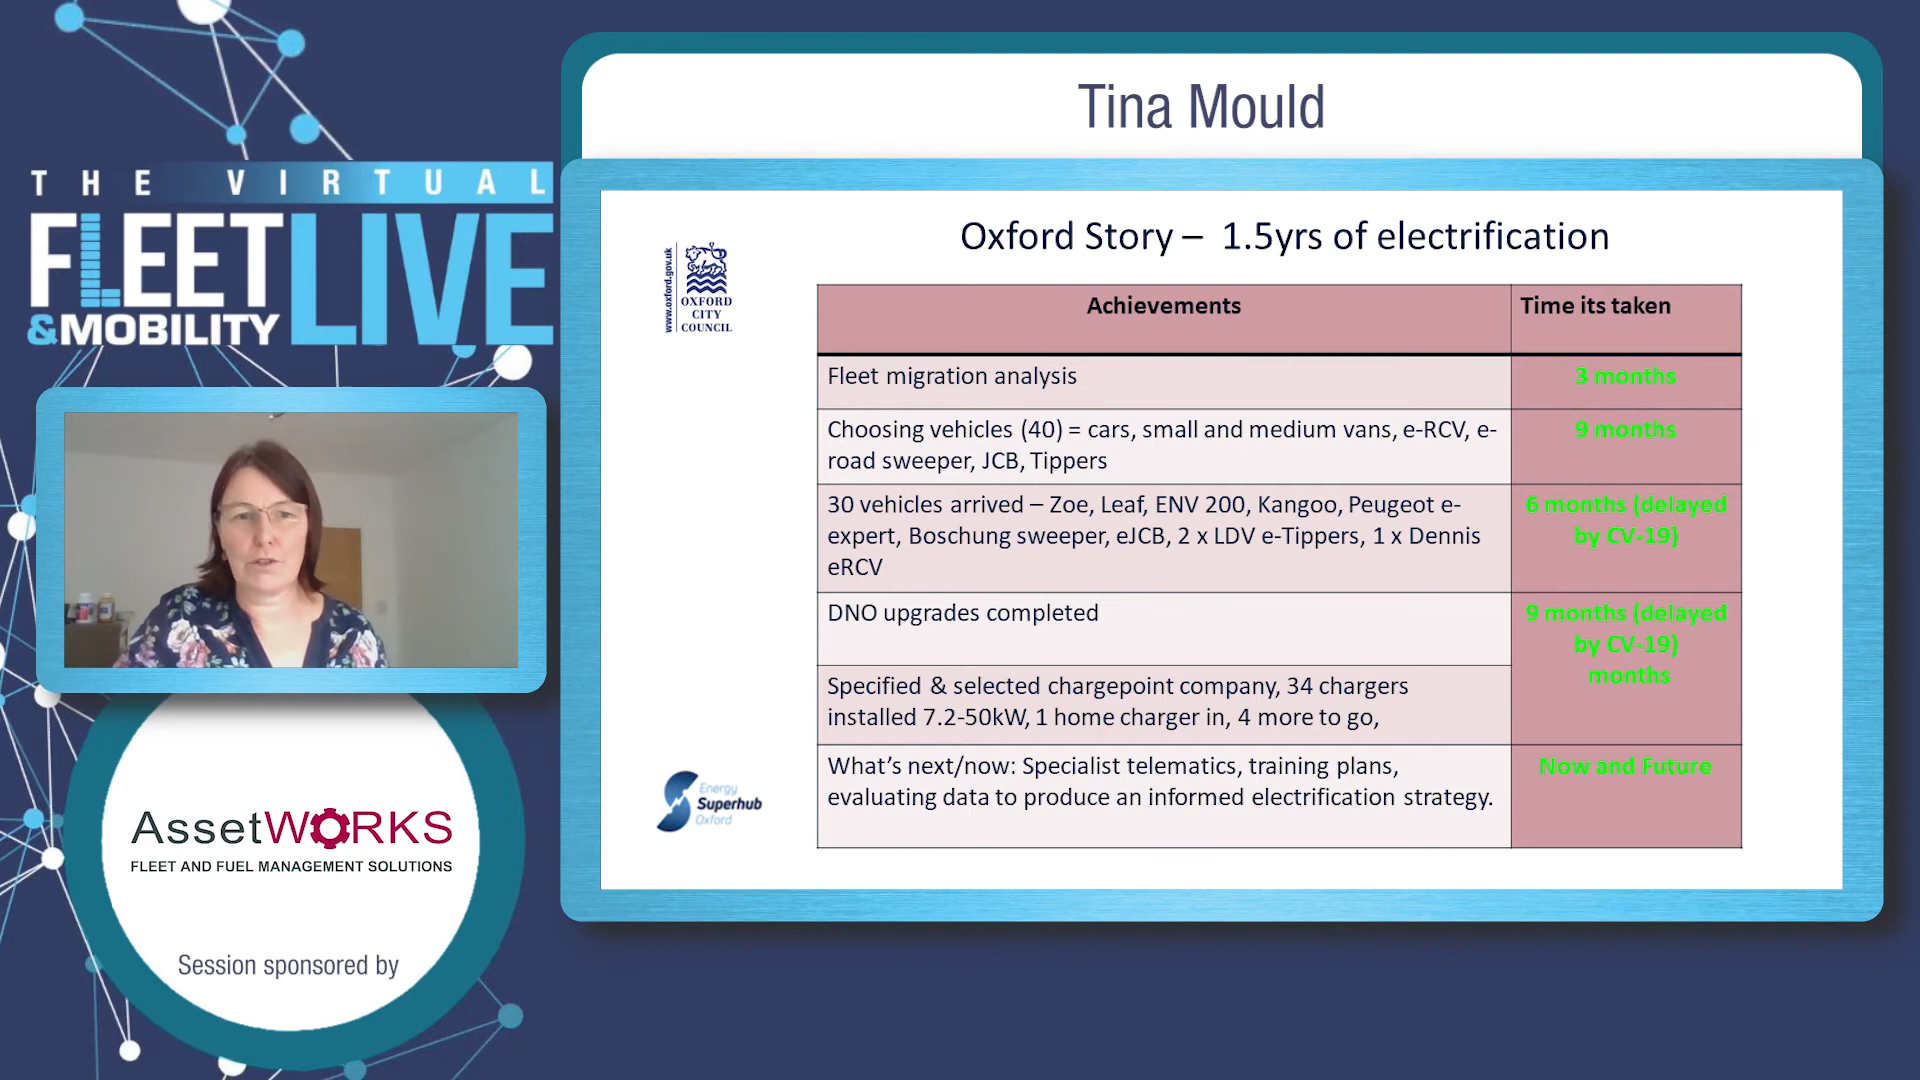 Tina Mould
THE VIRTUAL
FLEET
&MOBILITY
LIVE
Oxford Story – 1.5yrs of electrification
www.oxford.gov.uk
OXFORD
CITY
COUNCIL
Achievements
Time its taken
Fleet migration analysis
3 months
Choosing vehicles (40) = cars, small and medium vans, e-RCV, e-
road sweeper, JCB, Tippers
9 months
30 vehicles arrived – Zoe, Leaf, ENV 200, Kangoo, Peugeot e-
expert, Boschung sweeper, eJCB, 2 x LDV e-Tippers, 1 x Dennis
eRCV
6 months (delayed
by CV-19)
DNO upgrades completed
9 months (delayed
by CV-19)
months
Specified & selected chargepoint company, 34 chargers
installed 7.2-50kW, 1 home charger in, 4 more to go,
What’s next/now: Specialist telematics, training plans,
evaluating data to produce an informed electrification strategy.
Now and Future
Energy
Superhub
Oxford
AssetWORKS
FLEET AND FUEL MANAGEMENT SOLUTIONS
Session sponsored by